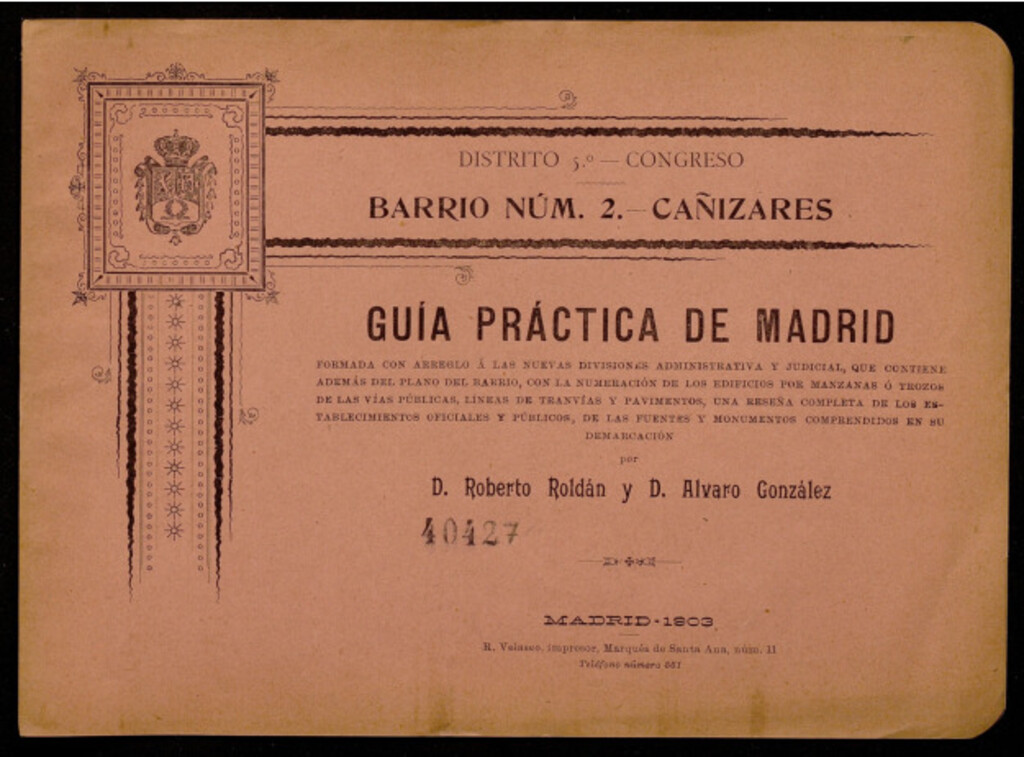 DISTRITO 5.º — CONGRESO
BARRIO NÚM. 2.—CAÑIZARES
GUÍA PRÁCTICA DE MADRID
FORMADA CON ARREGLO Á LAS NUEVAS DIVISIONES ADMINISTRATIVA Y JUDICIAL, QUE CONTIENE
ADEMÁS DEL PLANO DEL BARRIO, CON LA NUMERACIÓN DE LOS EDIFICIOS POR MANZANAS Ó TROZOS
DE LAS VÍAS PÚBLICAS, LÍNEAS DE TRANVÍAS Y PAVIMENTOS, UNA RESEÑA COMPLETA DE LOS ES-
TABLECIMIENTOS OFICIALES Y PÚBLICOS, DE LAS FUENTES Y MONUMENTOS COMPRENDIDOS EN SU
DEMARCACIÓN
por
D. Roberto Roldán y D. Alvaro González
40427
MADRID-1903
R. Velasco, impresor, Marqués de Santa Ana, núm. 11
Teléfono número 551